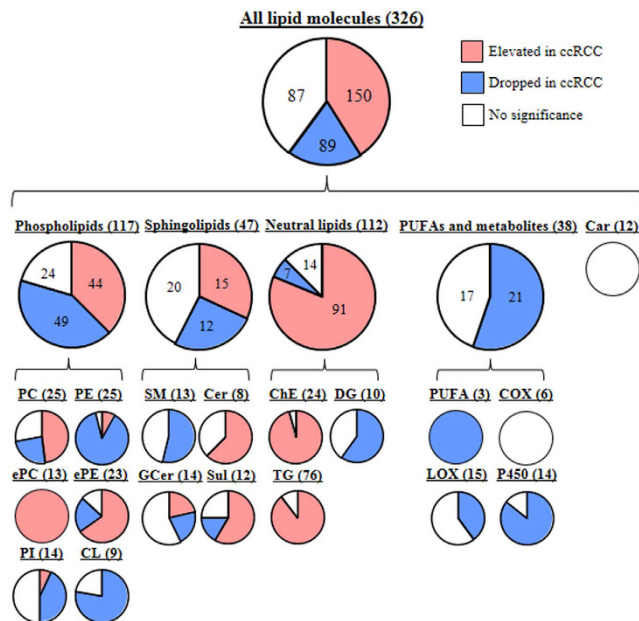 All lipid molecules (326)
Elevated in ccRCC
Dropped in ccRCC
No significance
87
150
89
Phospholipids (117)
Sphingolipids (47)
Neutral lipids (112)
PUFAs and metabolites (38)
Car (12)
24
44
49
20
15
12
14
7
91
17
21
PC (25)
PE (25)
SM (13)
Cer (8)
ChE (24)
DG (10)
PUFA (3)
COX (6)
ePC (13)
ePE (23)
GCer (14)
Sul (12)
TG (76)
LOX (15)
P450 (14)
PI (14)
CL (9)